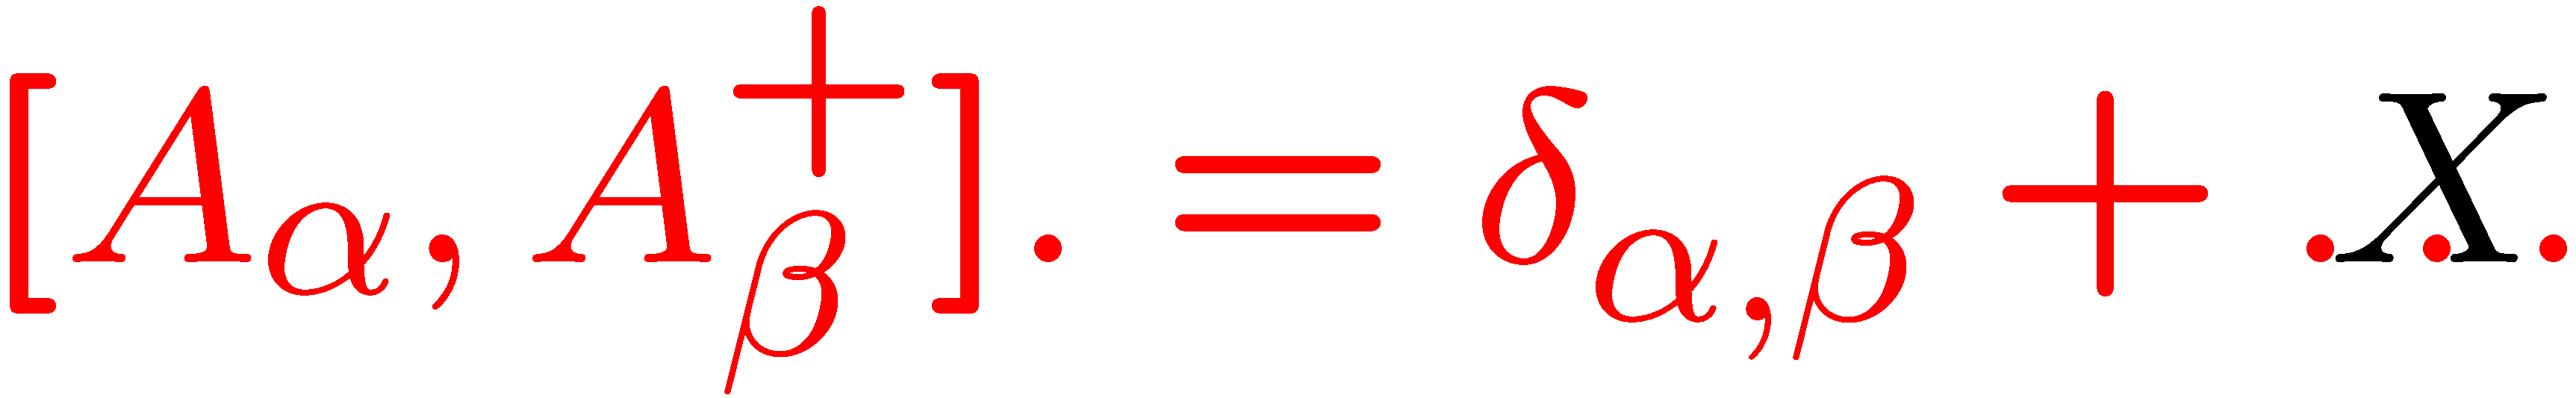 [A_α, A_β^+]. = δ_{α,β} + ...X